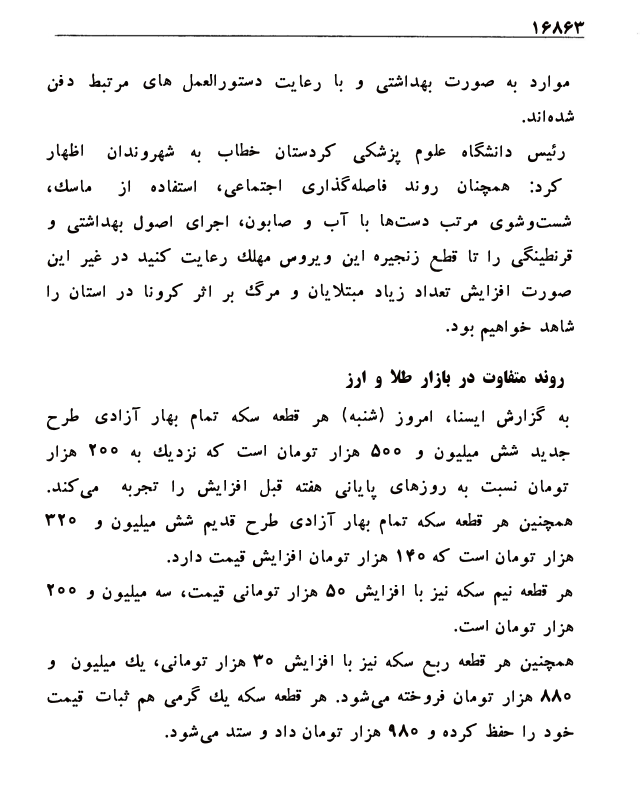 ۱۶۸۶۳
موارد به صورت بهداشتی و با رعایت دستورالعمل های مرتبط دفن
شده‌اند.
رئیس دانشگاه علوم پزشکی کردستان خطاب به شهروندان اظهار
کرد: همچنان روند فاصله‌گذاری اجتماعی، استفاده از ماسك،
شست‌وشوی مرتب دست‌ها با آب و صابون، اجرای اصول بهداشتی و
قرنطینگی را تا قطع زنجیره این ویروس مهلك رعایت کنید در غیر این
صورت افزایش تعداد زیاد مبتلایان و مرگ بر اثر کرونا در استان را
شاهد خواهیم بود.
روند متفاوت در بازار طلا و ارز
به گزارش ایسنا، امروز (شنبه) هر قطعه سکه تمام بهار آزادی طرح
جدید شش میلیون و ۵۰۰ هزار تومان است که نزدیك به ۲۰۰ هزار
تومان نسبت به روزهای پایانی هفته قبل افزایش را تجربه می‌کند.
همچنین هر قطعه سکه تمام بهار آزادی طرح قدیم شش میلیون و ۳۲۰
هزار تومان است که ۱۴۰ هزار تومان افزایش قیمت دارد.
هر قطعه نیم سکه نیز با افزایش ۵۰ هزار تومانی قیمت، سه میلیون و ۲۰۰
هزار تومان است.
همچنین هر قطعه ربع سکه نیز با افزایش ۳۰ هزار تومانی، یك میلیون و
۸۸۰ هزار تومان فروخته می‌شود. هر قطعه سکه یك گرمی هم ثبات قیمت
خود را حفظ کرده و ۹۸۰ هزار تومان داد و ستد می‌شود.